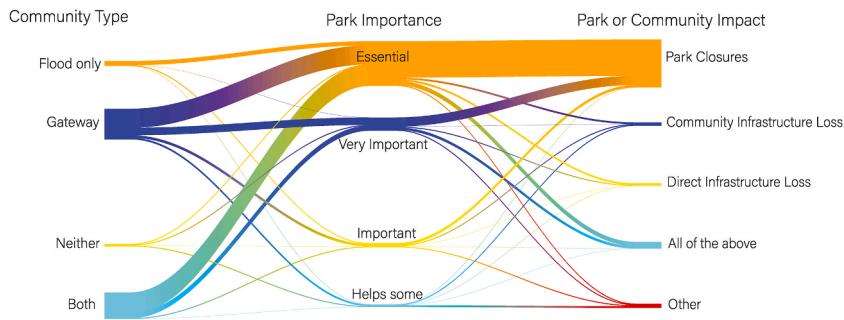 Community Type
Park Importance
Park or Community Impact
Flood only
Essential
Park Closures
Gateway
Community Infrastructure Loss
Very Important
Direct Infrastructure Loss
Neither
Important
All of the above
Both
Helps some
Other